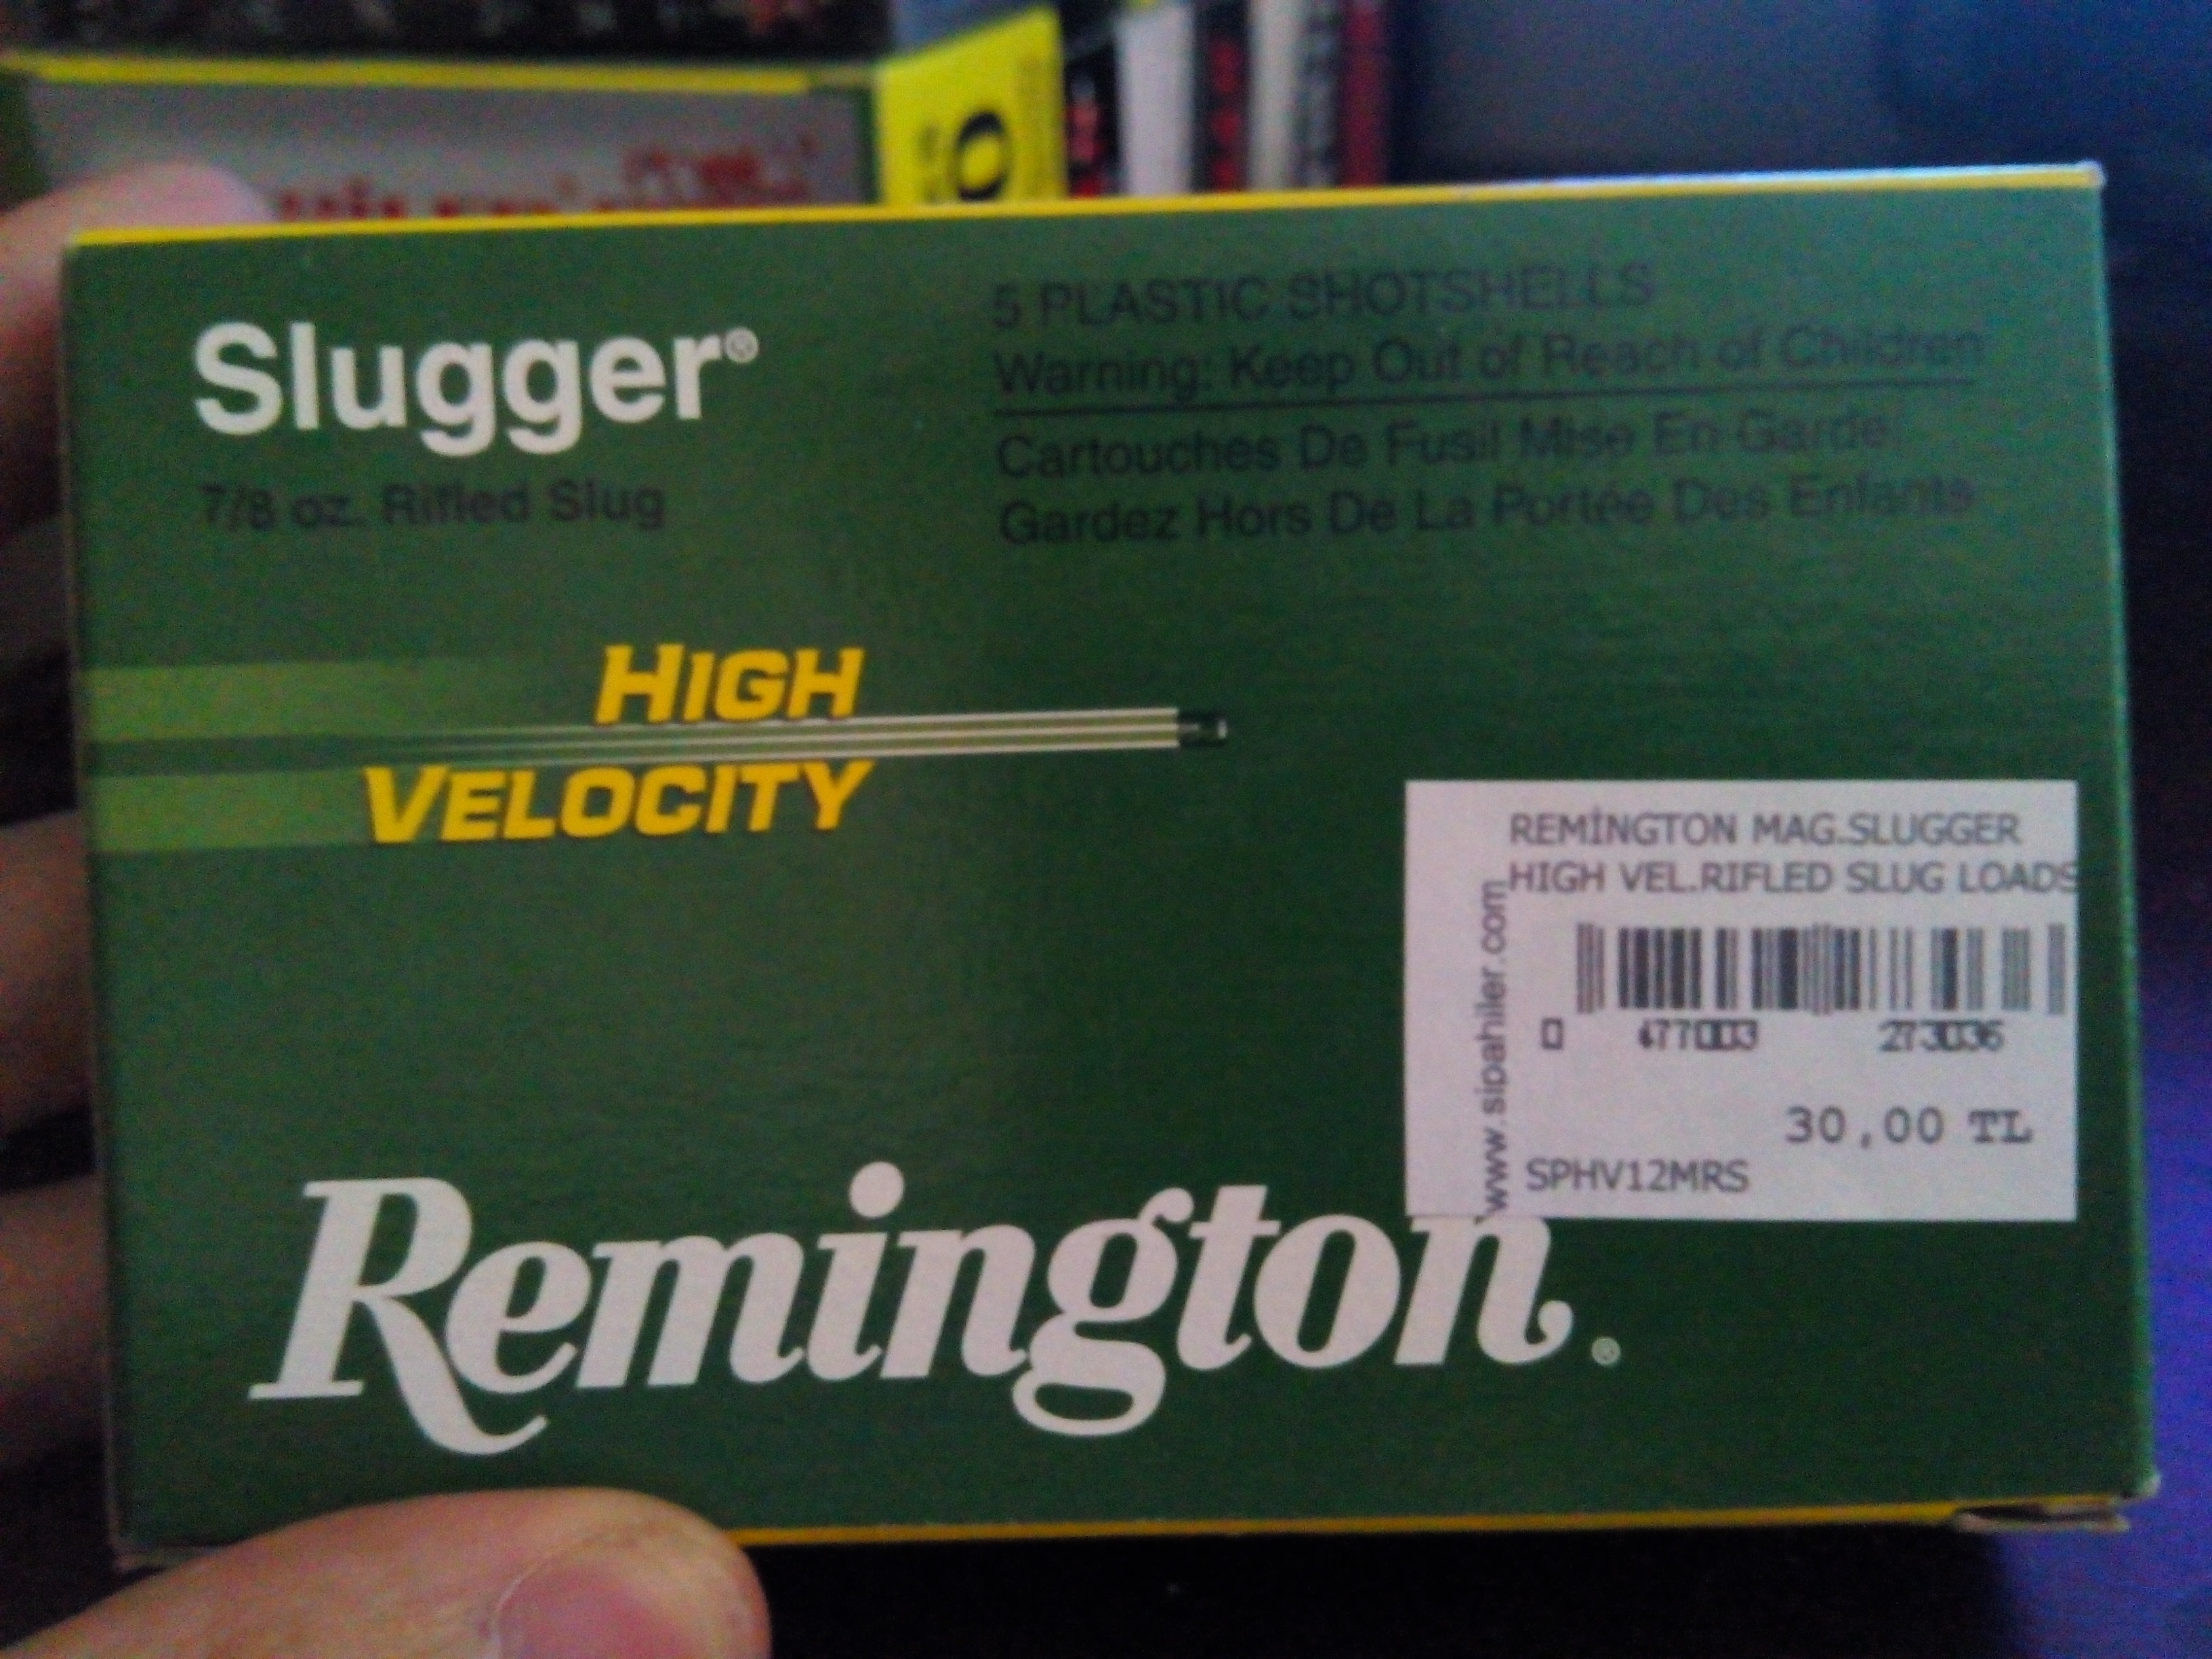 Slugger®
7/8 oz. Rifled Slug
5 PLASTIC SHOTSHELLS
Warning: Keep Out of Reach of Children
Cartouches De Fusil Mise En Garde:
Gardez Hors De La Portée Des Enfants
HIGH
VELOCITY
REMİNGTON MAG.SLUGGER
HIGH VEL.RIFLED SLUG LOADS
www.sipahiler.com
0 477003 273036
30,00 TL
SPHV12MRS
Remington®